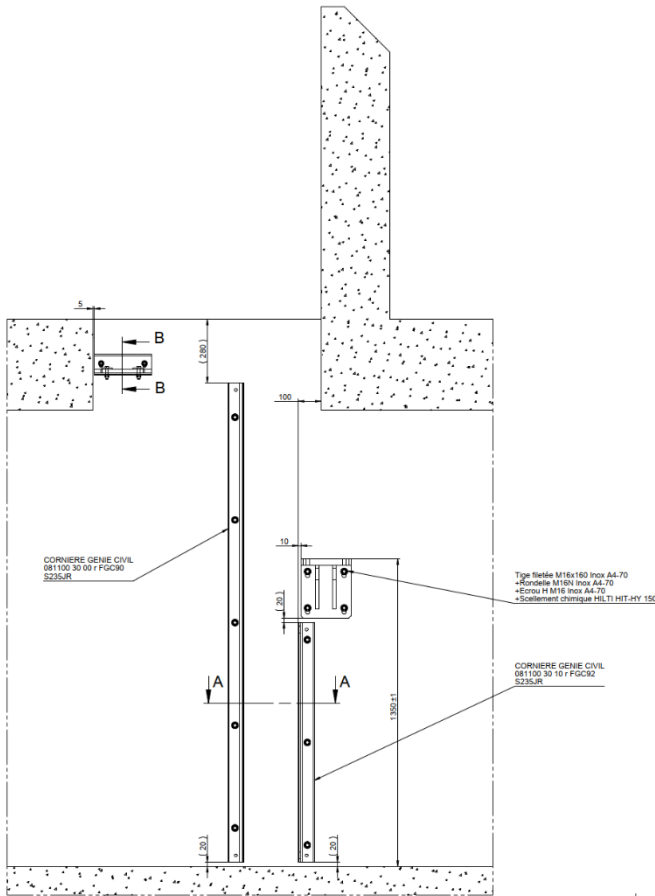 5
B
B
( 280 )
100
CORNIERE GENIE CIVIL
081100 30 00 r FGC90
S235JR
10
Tige filetée M16x160 Inox A4-70
+Rondelle M16N Inox A4-70
+Ecrou H M16 Inox A4-70
+Scellement chimique HILTI HIT-HY 150
( 20 )
CORNIERE GENIE CIVIL
081100 30 10 r FGC92
S235JR
A
A
1350±1
( 20 )
( 20 )